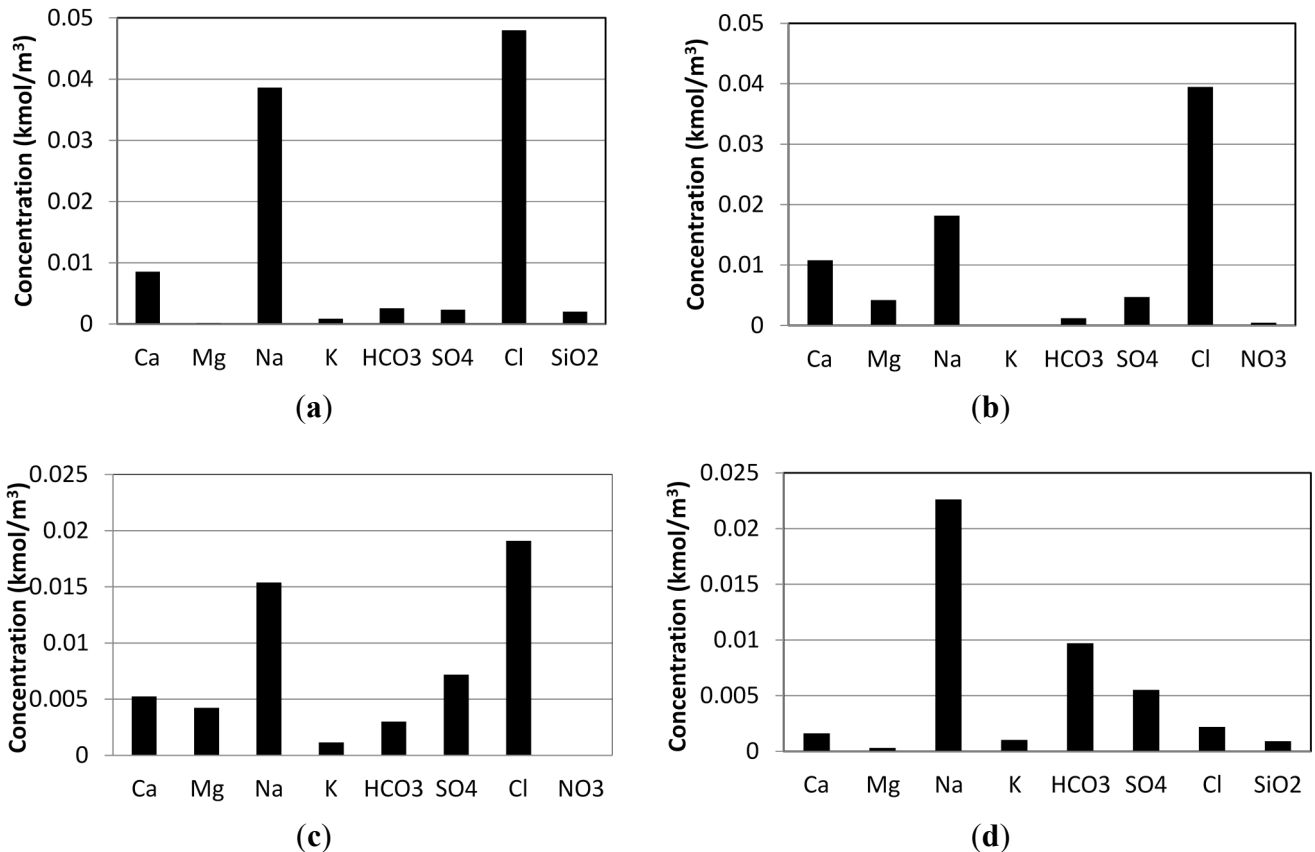 Concentration (kmol/m³)
0.05
0.04
0.03
0.02
0.01
0
Ca Mg Na K HCO3 SO4 Cl SiO2
(a)
Concentration (kmol/m³)
0.05
0.04
0.03
0.02
0.01
0
Ca Mg Na K HCO3 SO4 Cl NO3
(b)
Concentration (kmol/m³)
0.025
0.02
0.015
0.01
0.005
0
Ca Mg Na K HCO3 SO4 Cl NO3
(c)
Concentration (kmol/m³)
0.025
0.02
0.015
0.01
0.005
0
Ca Mg Na K HCO3 SO4 Cl SiO2
(d)